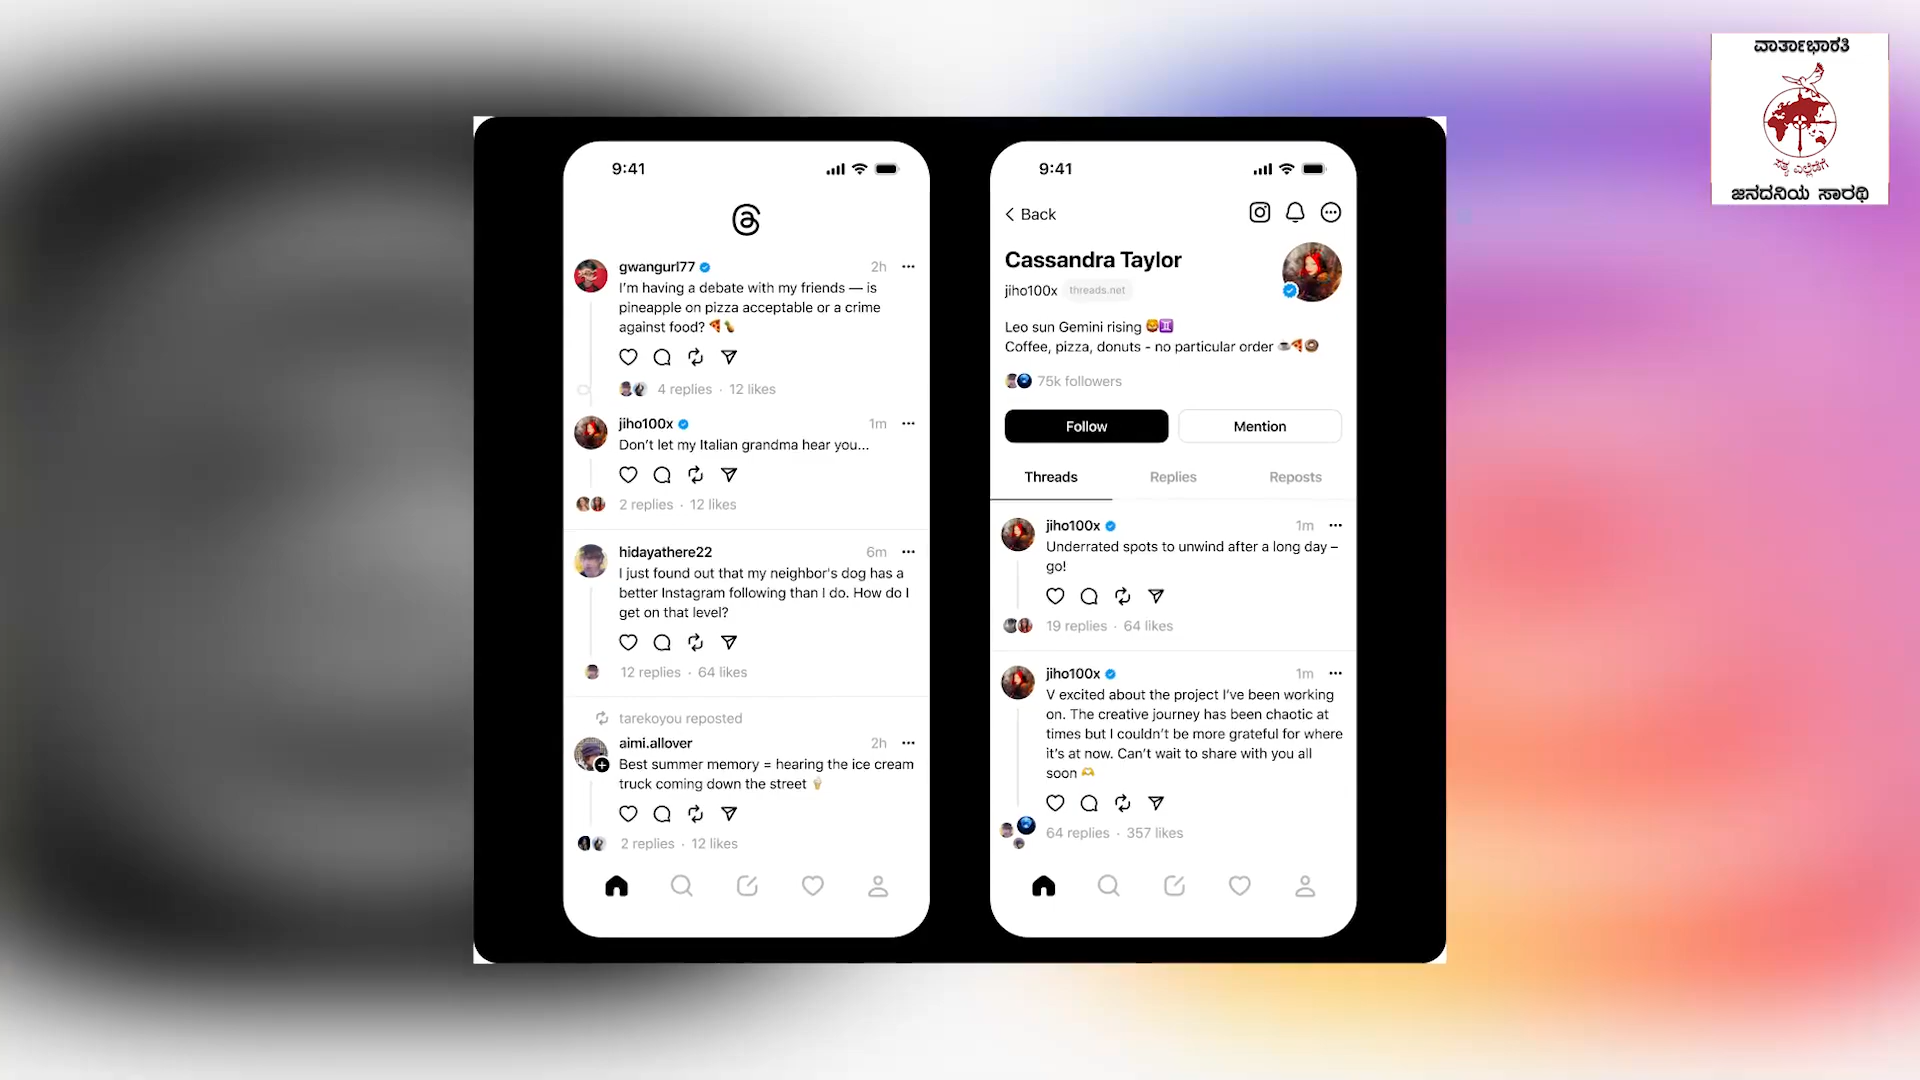 ವಾರ್ತಾಭಾರತಿ
ಸತ್ಯ ಎಲ್ಲೆಡೆಗೆ
ಜನದನಿಯ ಸಾರಥಿ
9:41
gwangurl77
2h
I'm having a debate with my friends — is
pineapple on pizza acceptable or a crime
against food? 🍕🍍
4 replies · 12 likes
jiho100x
1m
Don't let my Italian grandma hear you...
2 replies · 12 likes
hidayathere22
6m
I just found out that my neighbor's dog has a
better Instagram following than I do. How do I
get on that level?
12 replies · 64 likes
tarekoyou reposted
aimi.allover
2h
Best summer memory = hearing the ice cream
truck coming down the street 🍦
2 replies · 12 likes
9:41
Back
Cassandra Taylor
jiho100x threads.net
Leo sun Gemini rising 🦁♊
Coffee, pizza, donuts - no particular order ☕🍕🍩
75k followers
Follow
Mention
Threads
Replies
Reposts
jiho100x
1m
Underrated spots to unwind after a long day –
go!
19 replies · 64 likes
jiho100x
1m
V excited about the project I've been working
on. The creative journey has been chaotic at
times but I couldn't be more grateful for where
it's at now. Can't wait to share with you all
soon 🫶
64 replies · 357 likes